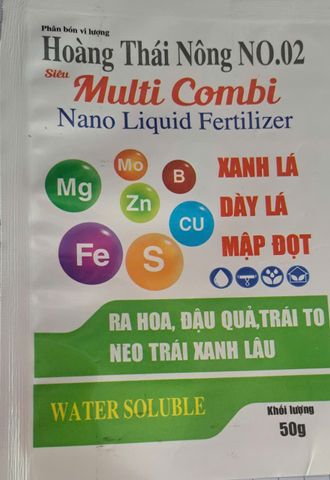 Phân bón vi lượng
Hoàng Thái Nông NO.02
Siêu
Multi Combi
Nano Liquid Fertilizer
Mo
B
Mg
Zn
CU
Fe
S
XANH LÁ
DÀY LÁ
MẬP ĐỌT
RA HOA, ĐẬU QUẢ,TRÁI TO
NEO TRÁI XANH LÂU
WATER SOLUBLE
Khối lượng
50g